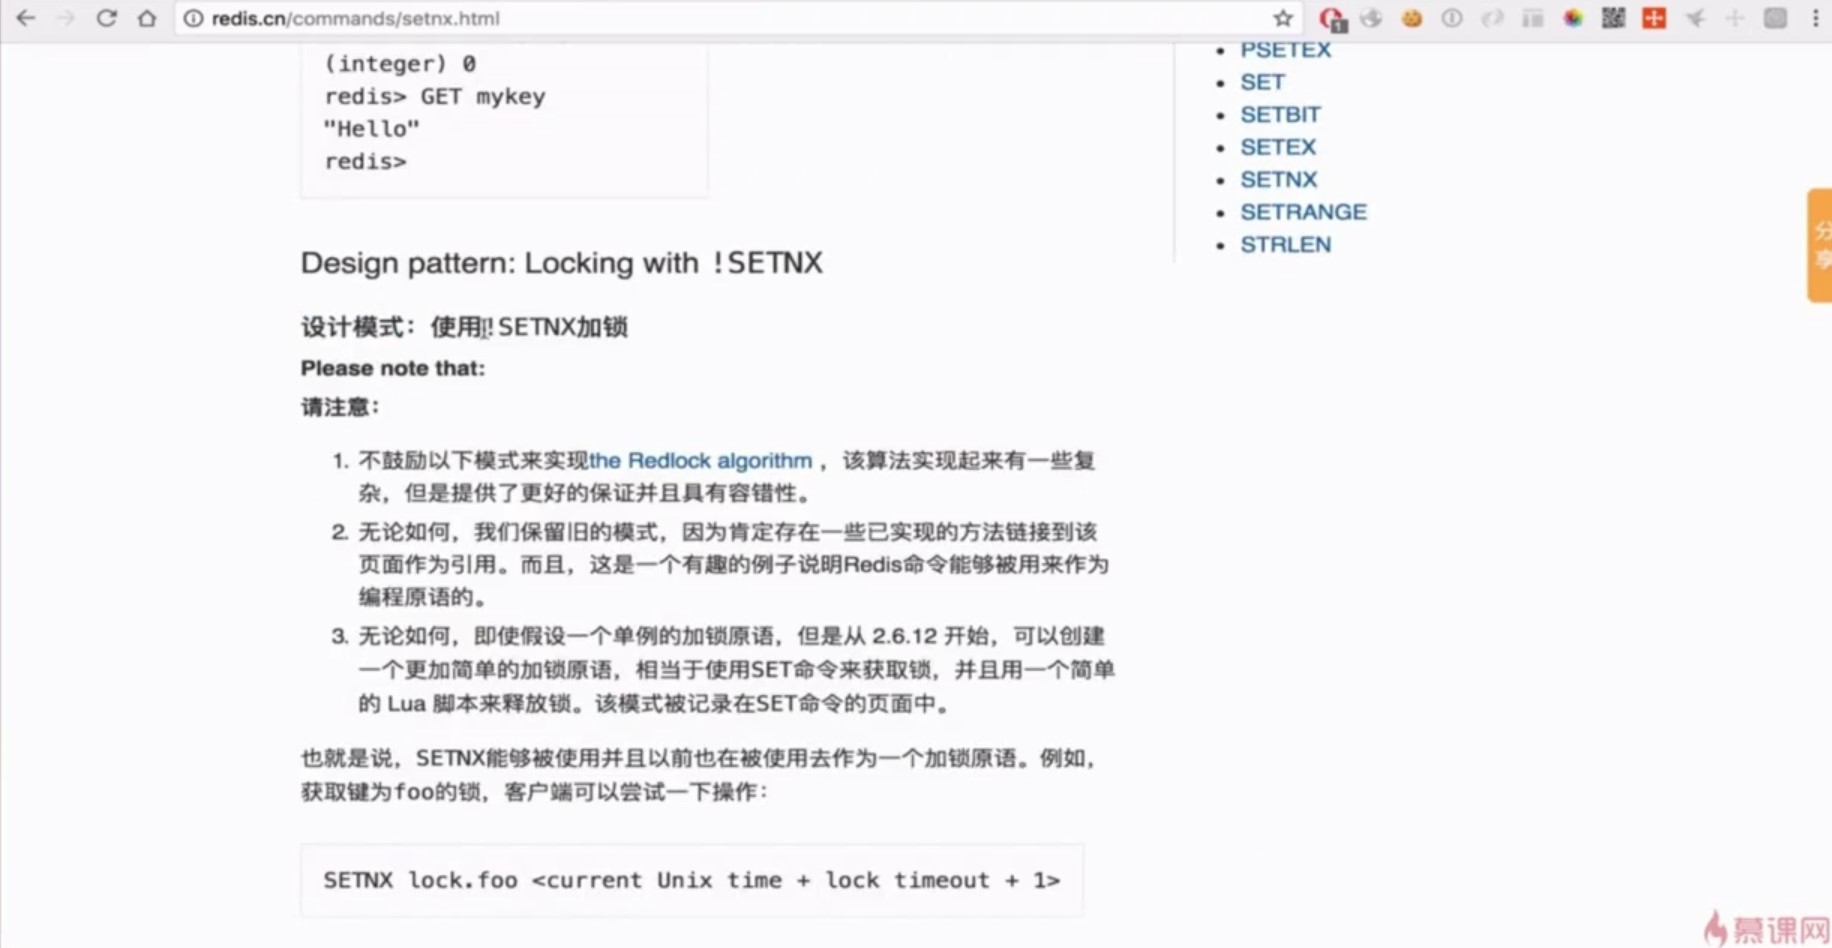 redis.cn/commands/setnx.html
1
(integer) 0
redis> GET mykey
"Hello"
redis>
PSETEX
SET
SETBIT
SETEX
SETNX
SETRANGE
STRLEN
分
享
Design pattern: Locking with !SETNX
设计模式：使用!SETNX加锁
Please note that:
请注意：
1. 不鼓励以下模式来实现the Redlock algorithm ，该算法实现起来有一些复
杂，但是提供了更好的保证并且具有容错性。
2. 无论如何，我们保留旧的模式，因为肯定存在一些已实现的方法链接到该
页面作为引用。而且，这是一个有趣的例子说明Redis命令能够被用来作为
编程原语的。
3. 无论如何，即使假设一个单例的加锁原语，但是从 2.6.12 开始，可以创建
一个更加简单的加锁原语，相当于使用SET命令来获取锁，并且用一个简单
的 Lua 脚本来释放锁。该模式被记录在SET命令的页面中。
也就是说，SETNX能够被使用并且以前也在被使用去作为一个加锁原语。例如，
获取键为foo的锁，客户端可以尝试一下操作：
SETNX lock.foo <current Unix time + lock timeout + 1>
慕课网